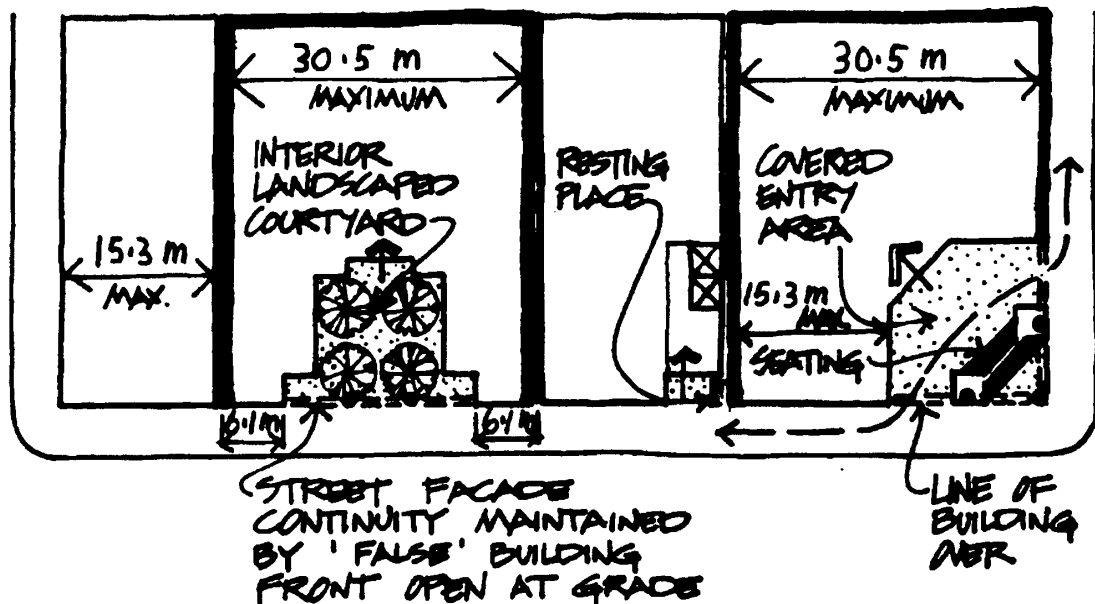 30.5 m
MAXIMUM
30.5 m
MAXIMUM
INTERIOR
LANDSCAPED
COURTYARD
RESTING
PLACE
COVERED
ENTRY
AREA
15.3 m
MAX.
15.3 m
MAX.
SEATING
6.1m
6.1m
STREET FACADE
CONTINUITY MAINTAINED
BY 'FALSE' BUILDING
FRONT OPEN AT GRADE
LINE OF
BUILDING
OVER